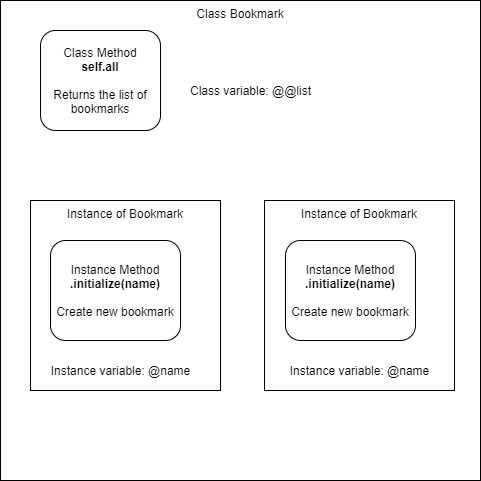 Class Bookmark
Class Method
self.all
Returns the list of
bookmarks
Class variable: @@list
Instance of Bookmark
Instance Method
.initialize(name)
Create new bookmark
Instance variable: @name
Instance of Bookmark
Instance Method
.initialize(name)
Create new bookmark
Instance variable: @name